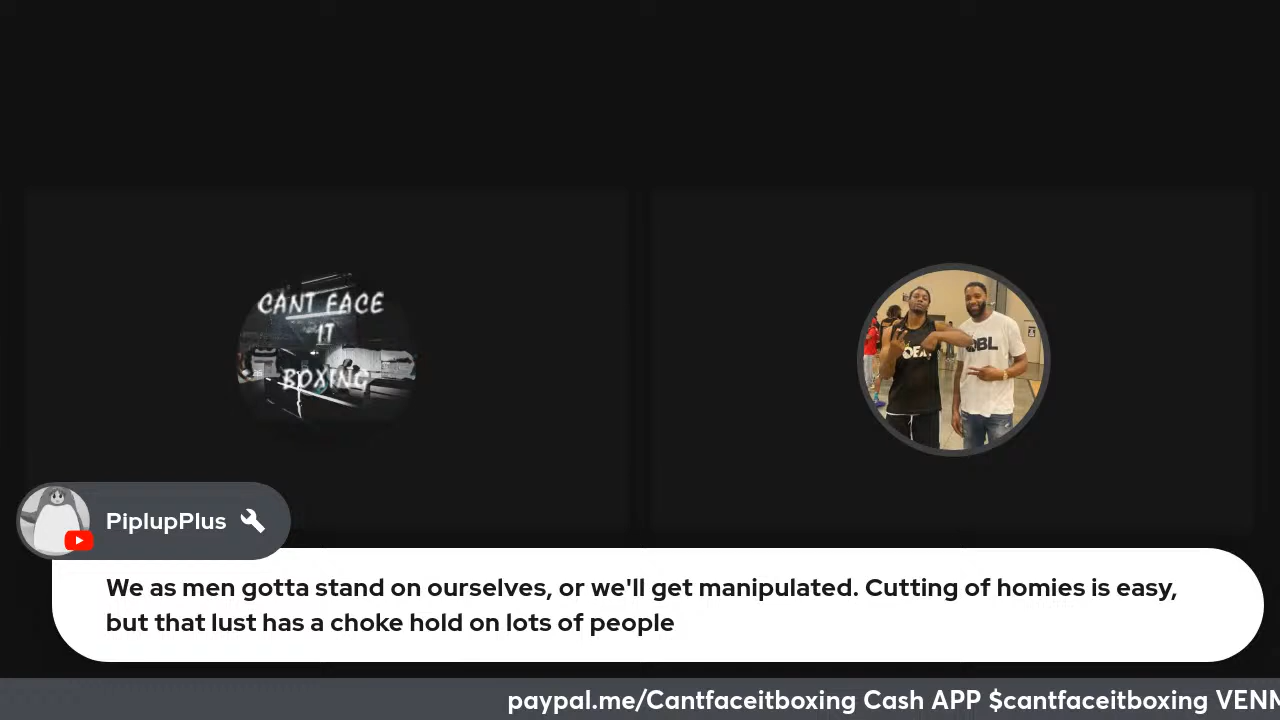 CANT FACE
IT
BOXING
QBL
PiplupPlus
We as men gotta stand on ourselves, or we'll get manipulated. Cutting of homies is easy,
but that lust has a choke hold on lots of people
paypal.me/Cantfaceitboxing Cash APP $cantfaceitboxing VENM